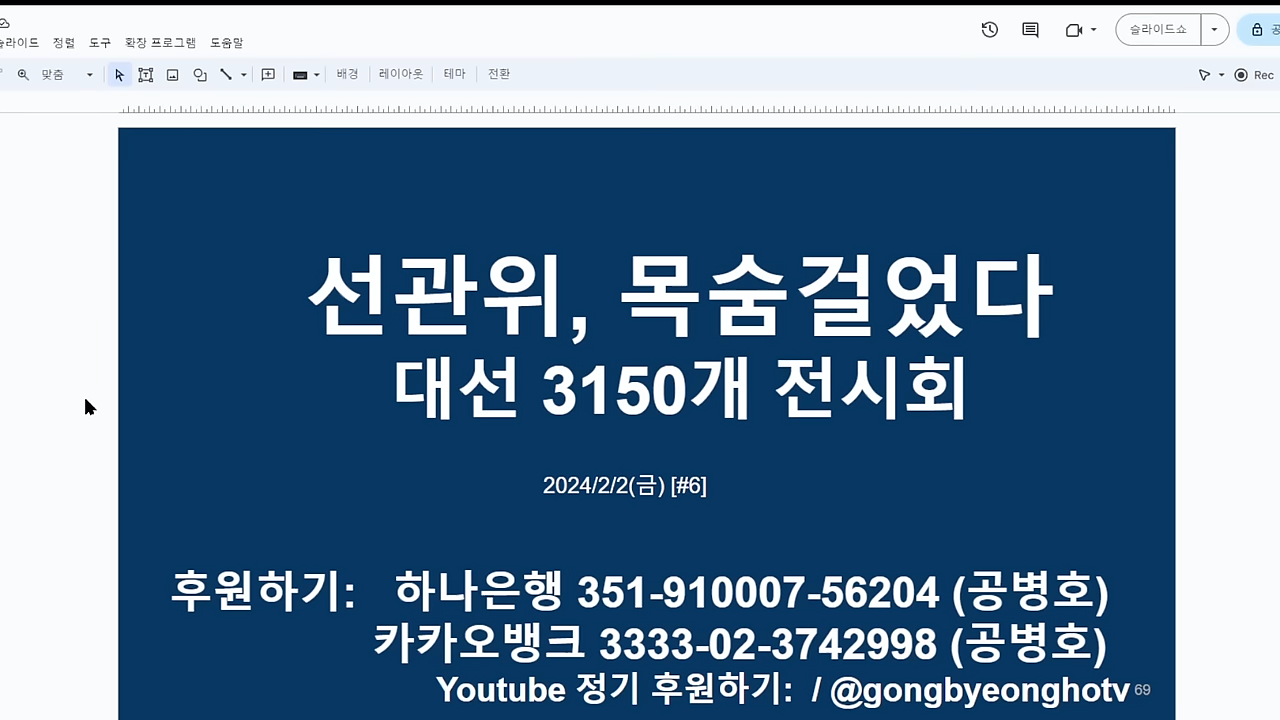 슬라이드 정렬 도구 확장 프로그램 도움말
슬라이드쇼
맞춤 배경 레이아웃 테마 전환 Rec
선관위, 목숨걸었다
대선 3150개 전시회
2024/2/2(금) [#6]
후원하기: 하나은행 351-910007-56204 (공병호)
카카오뱅크 3333-02-3742998 (공병호)
Youtube 정기 후원하기: / @gongbyeonghotv 69